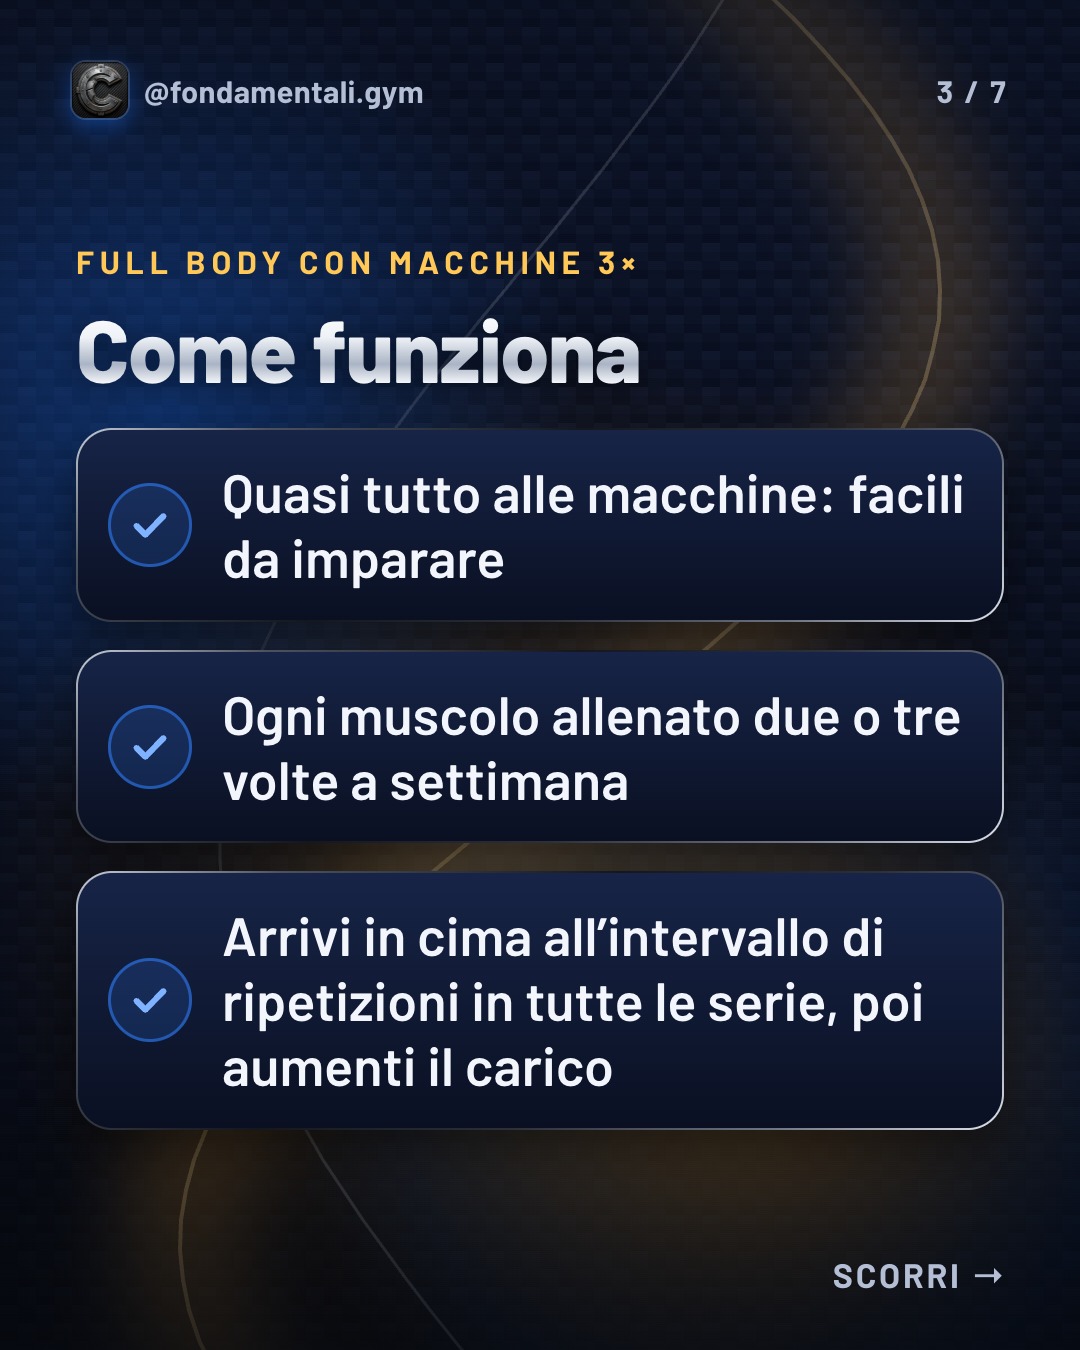 @fondamentali.gym
3 / 7
FULL BODY CON MACCHINE 3×
Come funziona
Quasi tutto alle macchine: facili
da imparare
Ogni muscolo allenato due o tre
volte a settimana
Arrivi in cima all’intervallo di
ripetizioni in tutte le serie, poi
aumenti il carico
SCORRI →